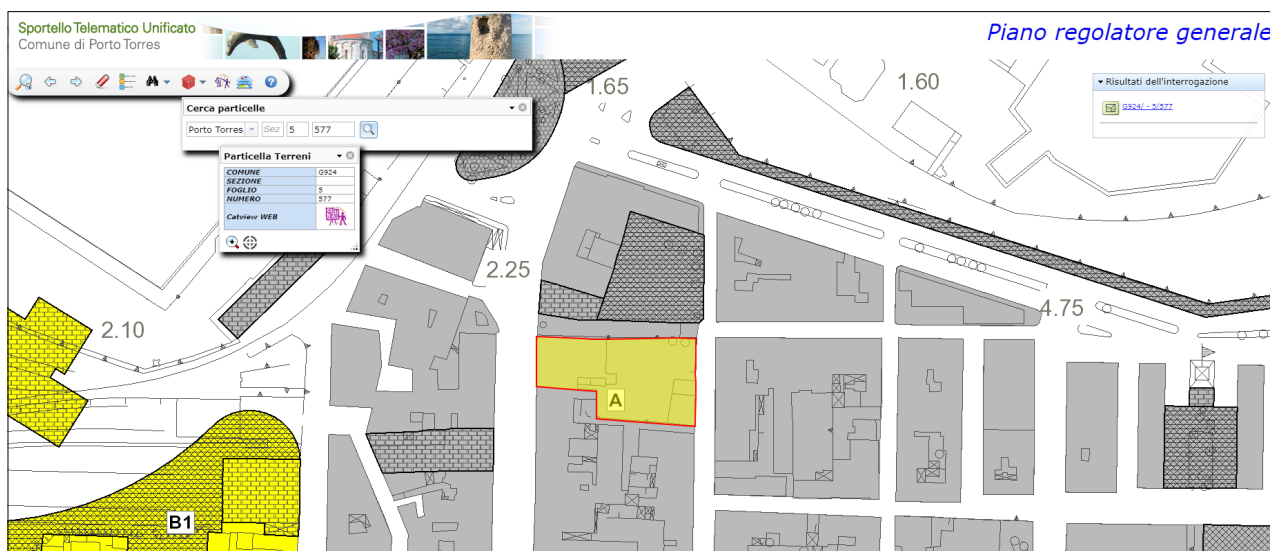 Sportello Telematico Unificato
Comune di Porto Torres
Piano regolatore generale
Cerca particelle
Porto Torres Sez 5 577
Particella Terreni
COMUNE G924
SEZIONE
FOGLIO 5
NUMERO 577
Catview WEB
Risultati dell'interrogazione
G924/ - 5/577
1.65
1.60
2.25
4.75
2.10
A
B1